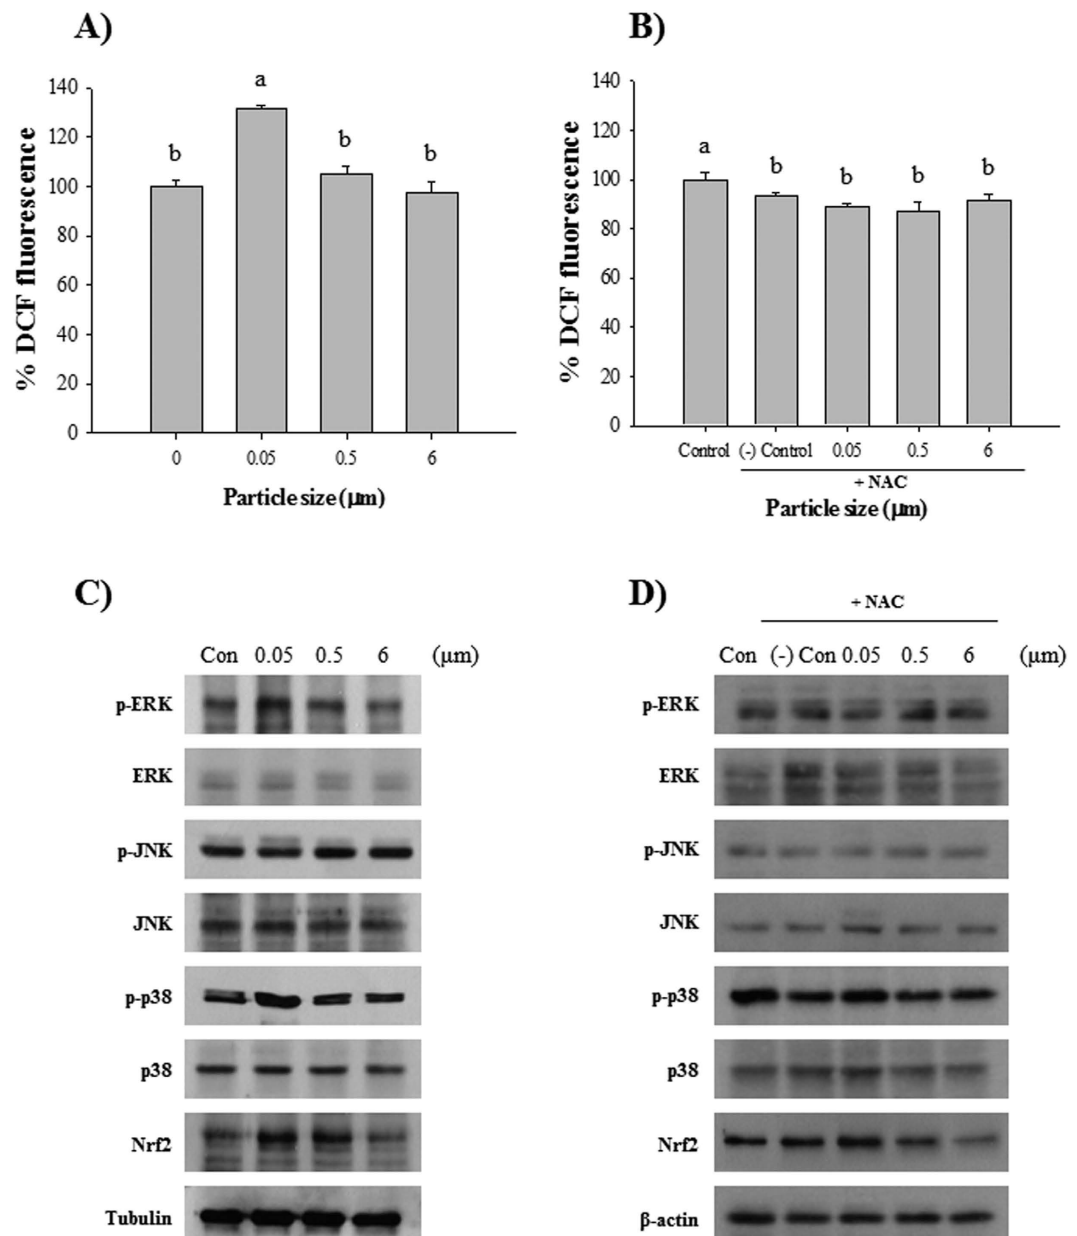 A)
% DCF fluorescence
140
120
100
80
60
40
20
0
b
a
b
b
0 0.05 0.5 6
Particle size (μm)
B)
% DCF fluorescence
140
120
100
80
60
40
20
0
a
b
b
b
b
Control (-) Control 0.05 0.5 6
+ NAC
Particle size (μm)
C)
Con 0.05 0.5 6 (μm)
p-ERK
ERK
p-JNK
JNK
p-p38
p38
Nrf2
Tubulin
D)
+ NAC
Con (-) Con 0.05 0.5 6 (μm)
p-ERK
ERK
p-JNK
JNK
p-p38
p38
Nrf2
β-actin